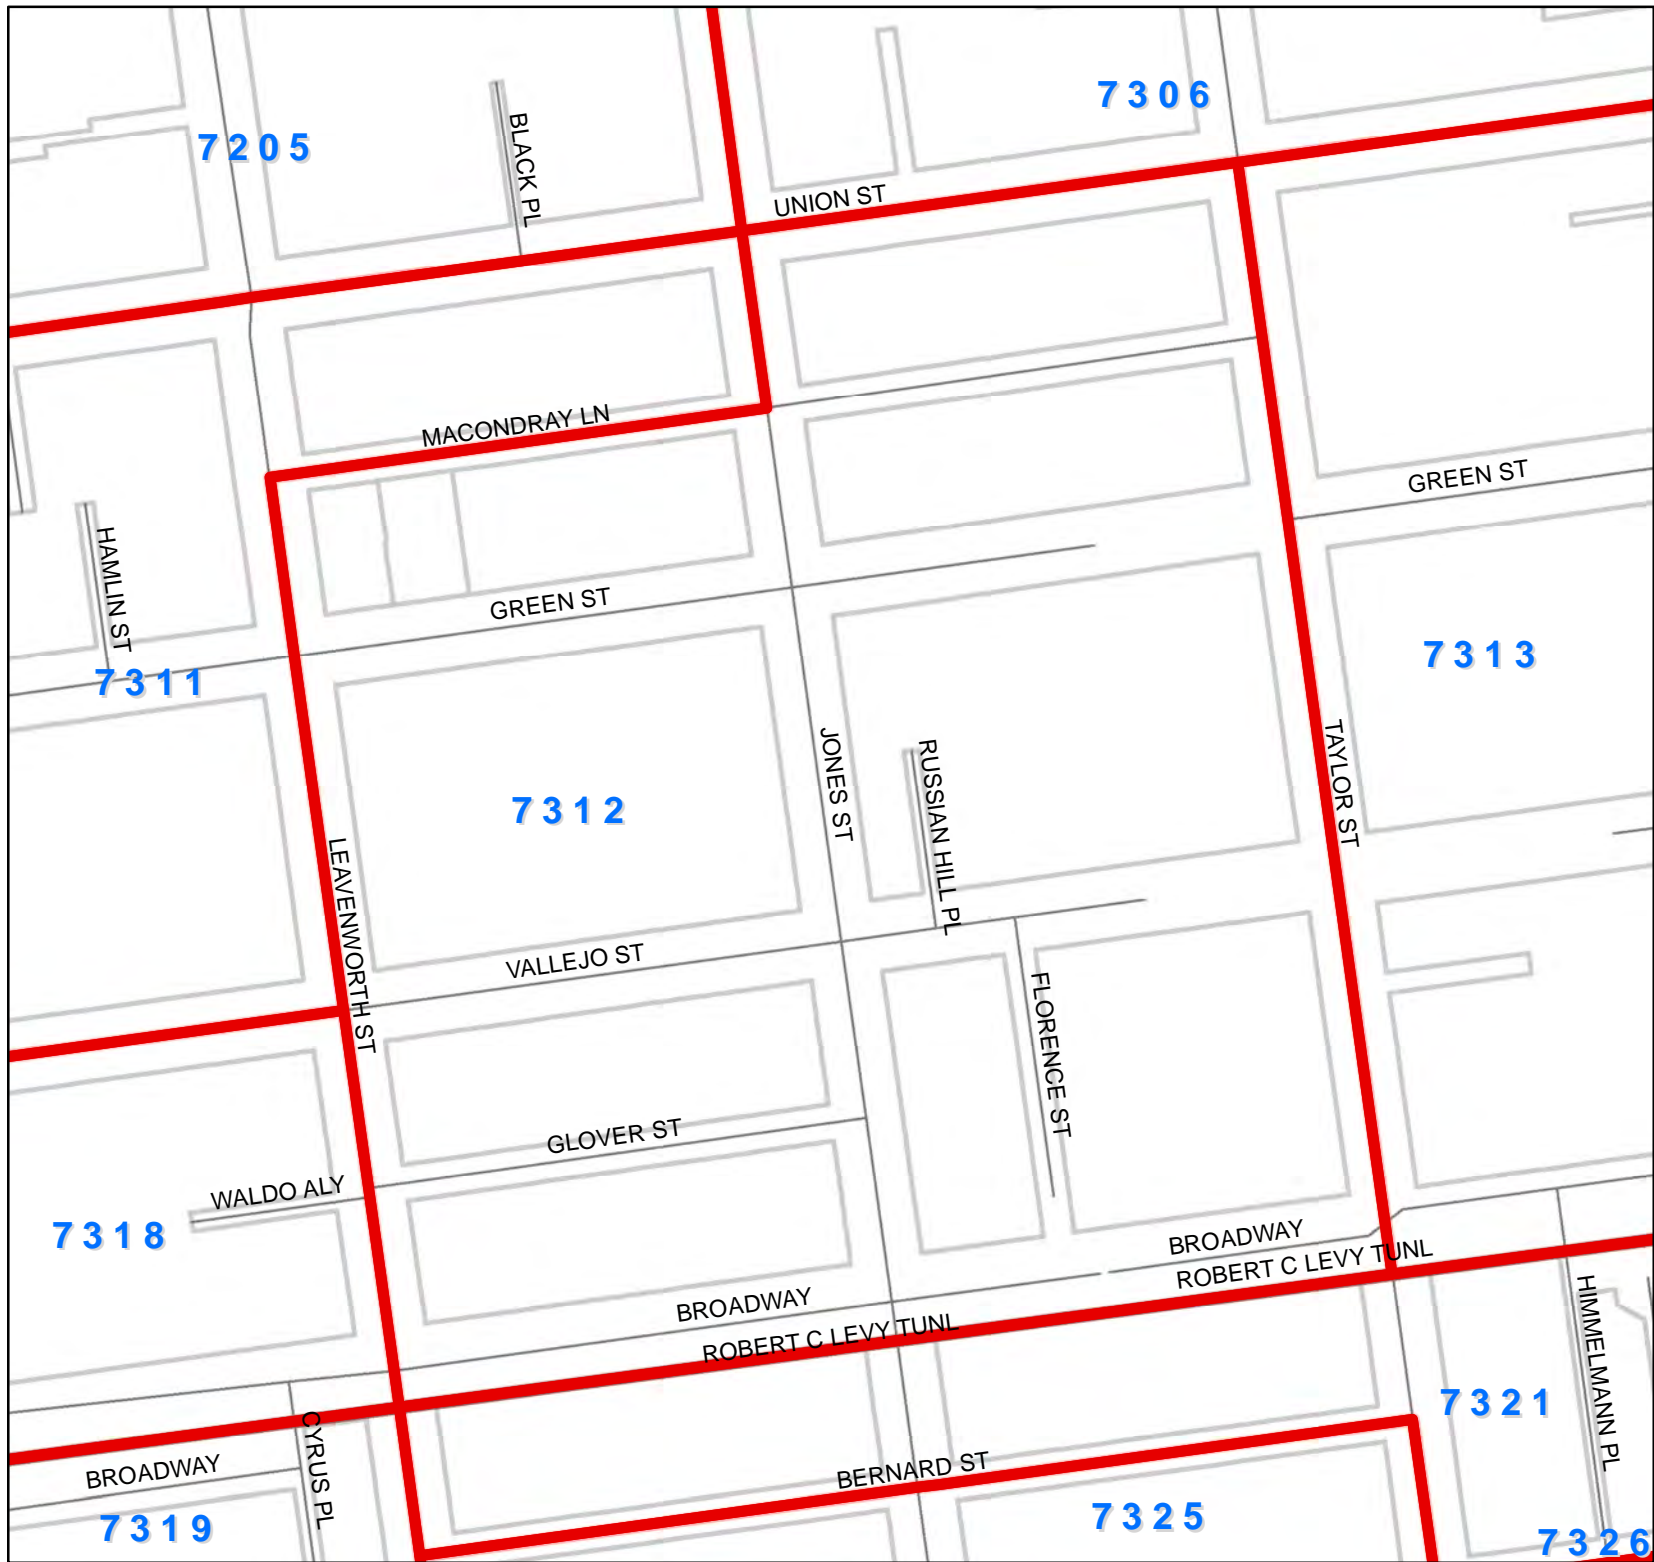 7306
BLACK PL
7205
UNION ST
MACONDRAY LN
GREEN ST
HAMLIN ST
GREEN ST
7313
7311
JONES ST
TAYLOR ST
RUSSIAN HILL PL
7312
LEAVENWORTH ST
VALLEJO ST
FLORENCE ST
GLOVER ST
WALDO ALY
7318
BROADWAY
ROBERT C LEVY TUNL
BROADWAY
ROBERT C LEVY TUNL
HIMMELMANN PL
7321
CYRUS PL
BERNARD ST
BROADWAY
7325
7319
7326